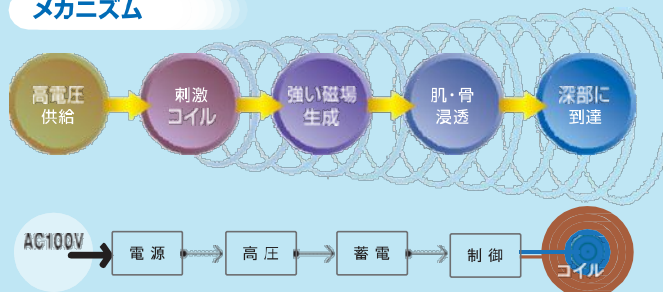 メカニズム
高電圧
供給
刺激
コイル
強い磁場
生成
肌・骨
浸透
深部に
到達
AC100V
電源
高圧
蓄電
制御
コイル